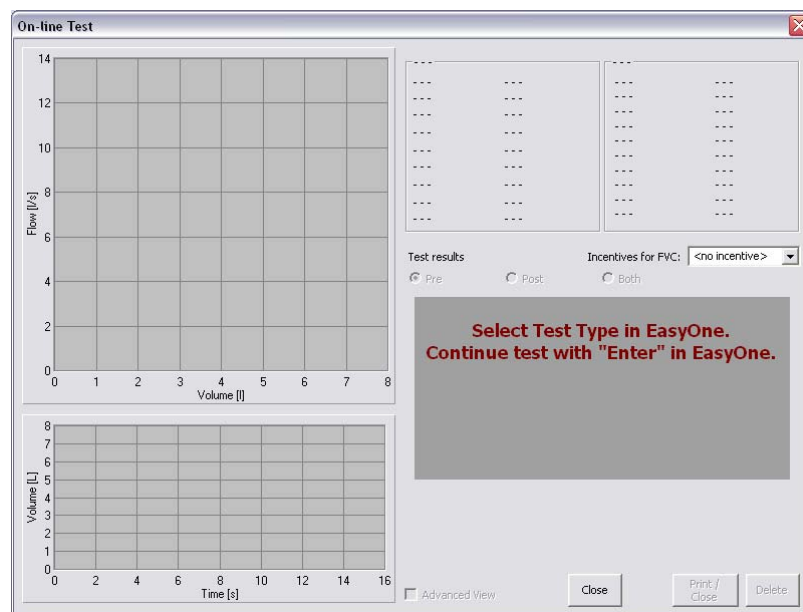 On-line Test
14
12
10
8
6
4
2
0
Flow [l/s]
0 1 2 3 4 5 6 7 8
Volume [l]
8
7
6
5
4
3
2
1
0
Volume [L]
0 2 4 6 8 10 12 14 16
Time [s]
---
--- ---
--- ---
--- ---
--- ---
--- ---
--- ---
--- ---
--- ---
--- ---
---
--- ---
--- ---
--- ---
--- ---
--- ---
--- ---
--- ---
--- ---
--- ---
--- ---
Test results
Incentives for FVC: <no incentive>
Pre Post Both
Select Test Type in EasyOne.
Continue test with "Enter" in EasyOne.
Advanced View
Close
Print /
Close
Delete